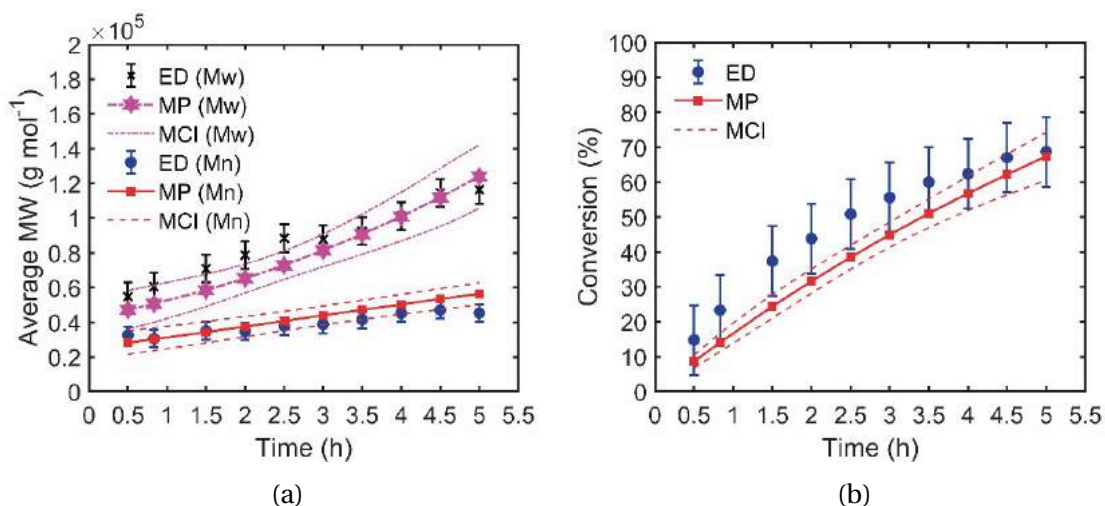 × 10⁵
2
1.8
1.6
1.4
1.2
1
0.8
0.6
0.4
0.2
0
Average MW (g mol⁻¹)
ED (Mw)
MP (Mw)
MCI (Mw)
ED (Mn)
MP (Mn)
MCI (Mn)
0 0.5 1 1.5 2 2.5 3 3.5 4 4.5 5 5.5
Time (h)
(a)
100
90
80
70
60
50
40
30
20
10
0
Conversion (%)
ED
MP
MCI
0 0.5 1 1.5 2 2.5 3 3.5 4 4.5 5 5.5
Time (h)
(b)